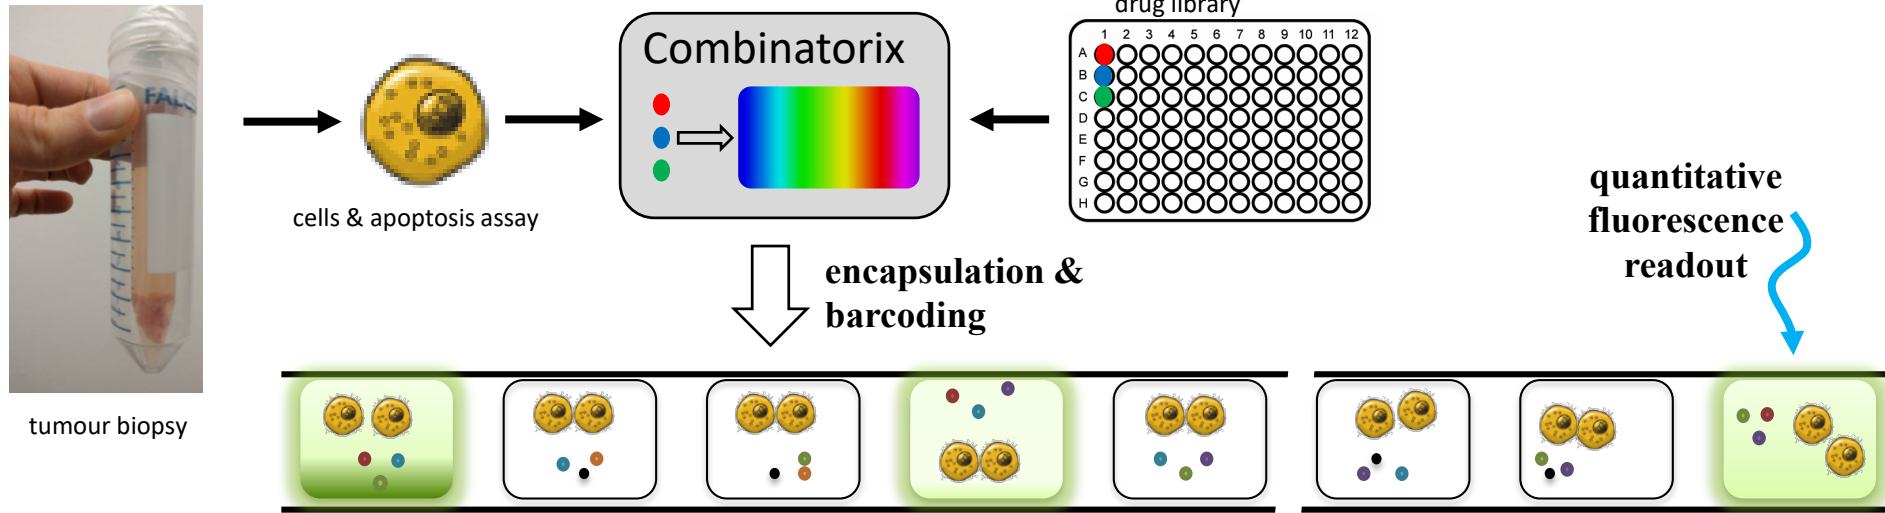 drug library
Combinatorix
1 2 3 4 5 6 7 8 9 10 11 12
A
B
C
D
E
F
G
H
FALC
cells & apoptosis assay
tumour biopsy
encapsulation &
barcoding
quantitative
fluorescence
readout